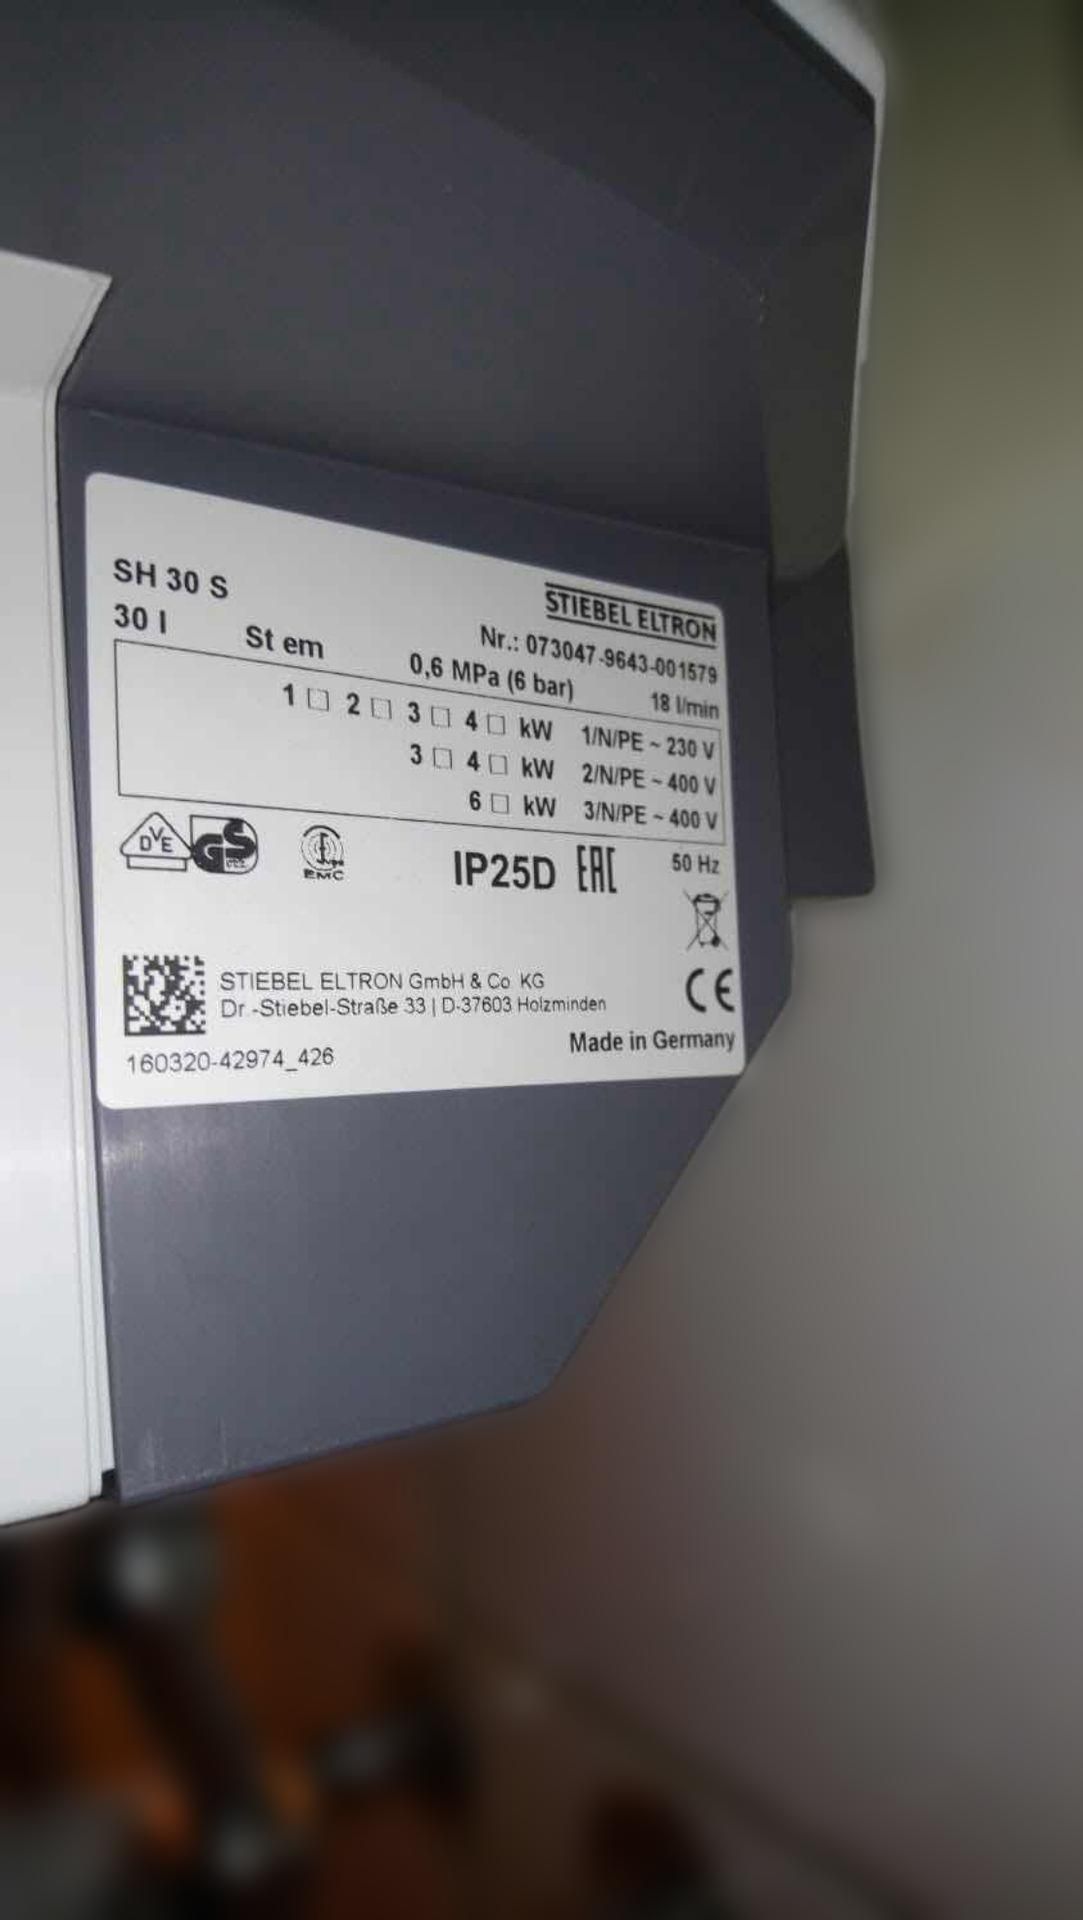 SH 30 S
STIEBEL ELTRON
30 l
St em
Nr.: 073047-9643-001579
0,6 MPa (6 bar)
18 l/min
1 □ 2 □ 3 □ 4 □ kW 1/N/PE ~ 230 V
3 □ 4 □ kW 2/N/PE ~ 400 V
6 □ kW 3/N/PE ~ 400 V
50 Hz
DVE
GS
EMC
IP25D EAC
CE
STIEBEL ELTRON GmbH & Co KG
Dr.-Stiebel-Straße 33 | D-37603 Holzminden
Made in Germany
160320-42974_426